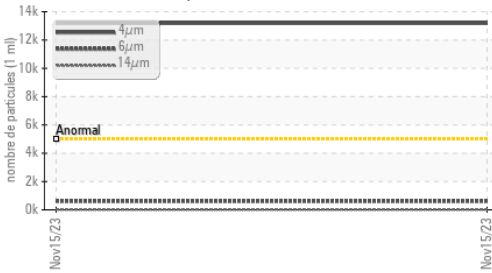 14k
12k
10k
8k
6k
4k
2k
0k
nombre de particules (1 ml)
4µm
6µm
14µm
Anormal
Nov15/23
Nov15/23